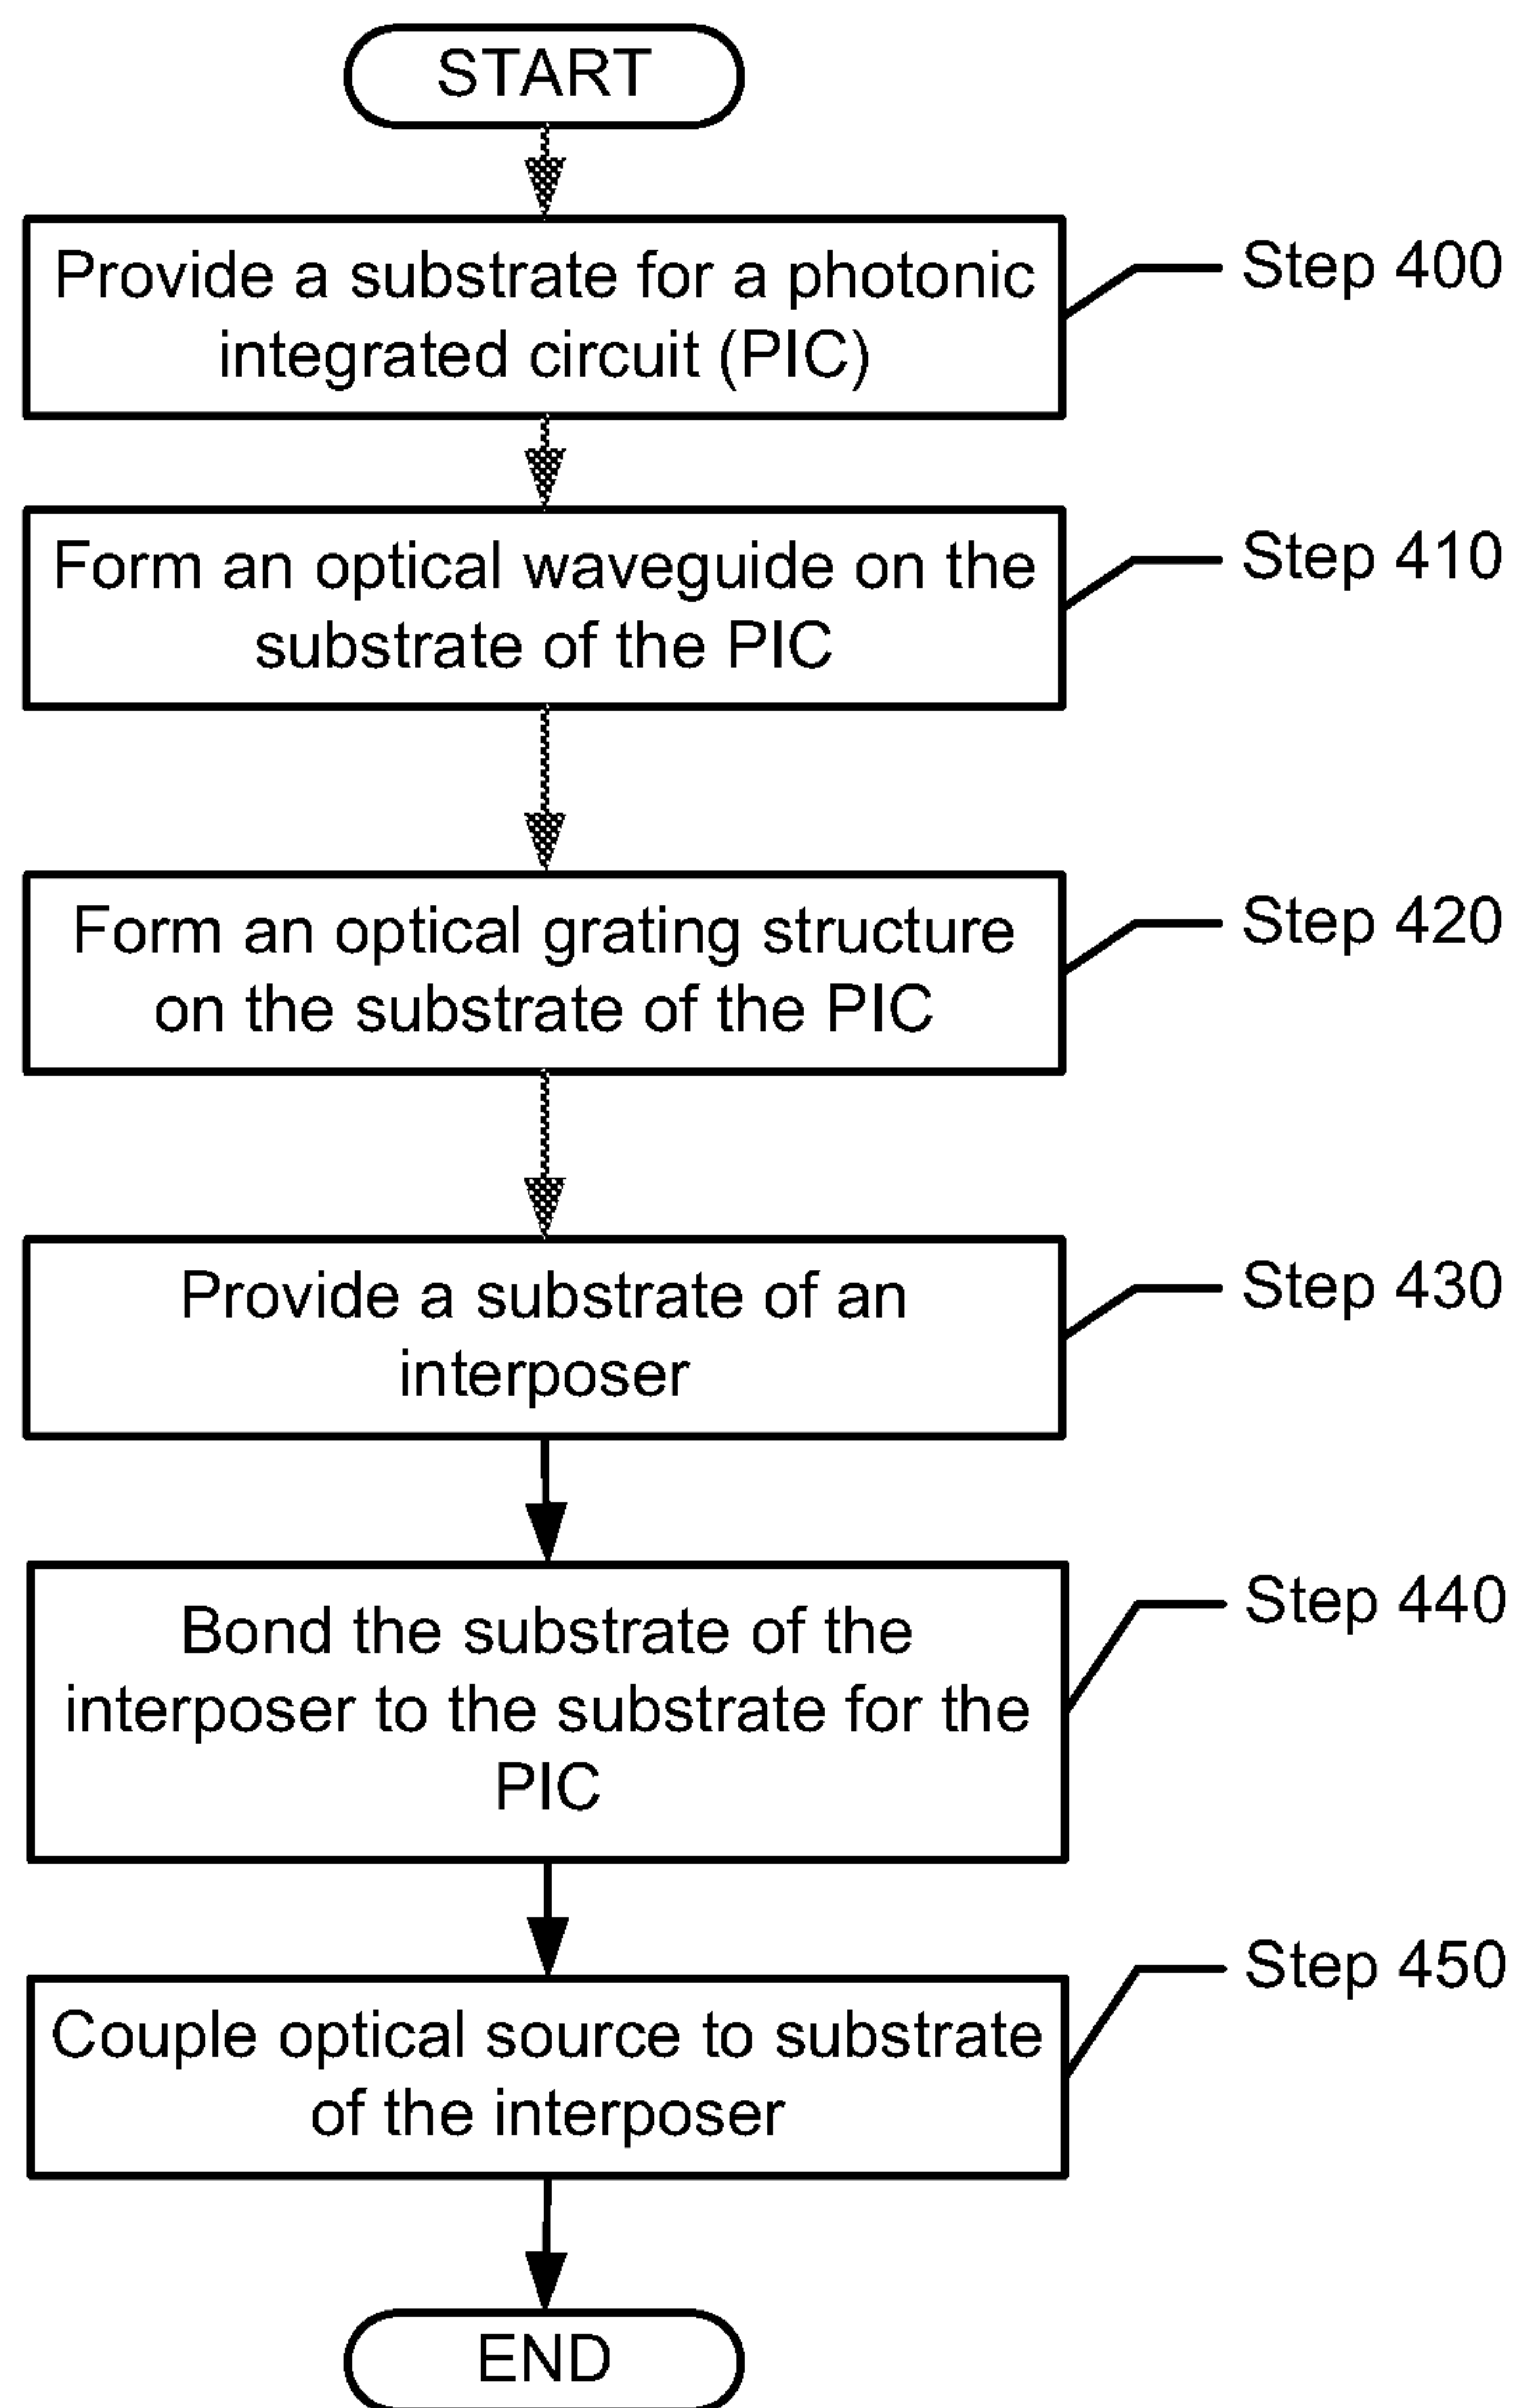 START
Provide a substrate for a photonic
integrated circuit (PIC)
Step 400
Form an optical waveguide on the
substrate of the PIC
Step 410
Form an optical grating structure
on the substrate of the PIC
Step 420
Provide a substrate of an
interposer
Step 430
Bond the substrate of the
interposer to the substrate for the
PIC
Step 440
Couple optical source to substrate
of the interposer
Step 450
END